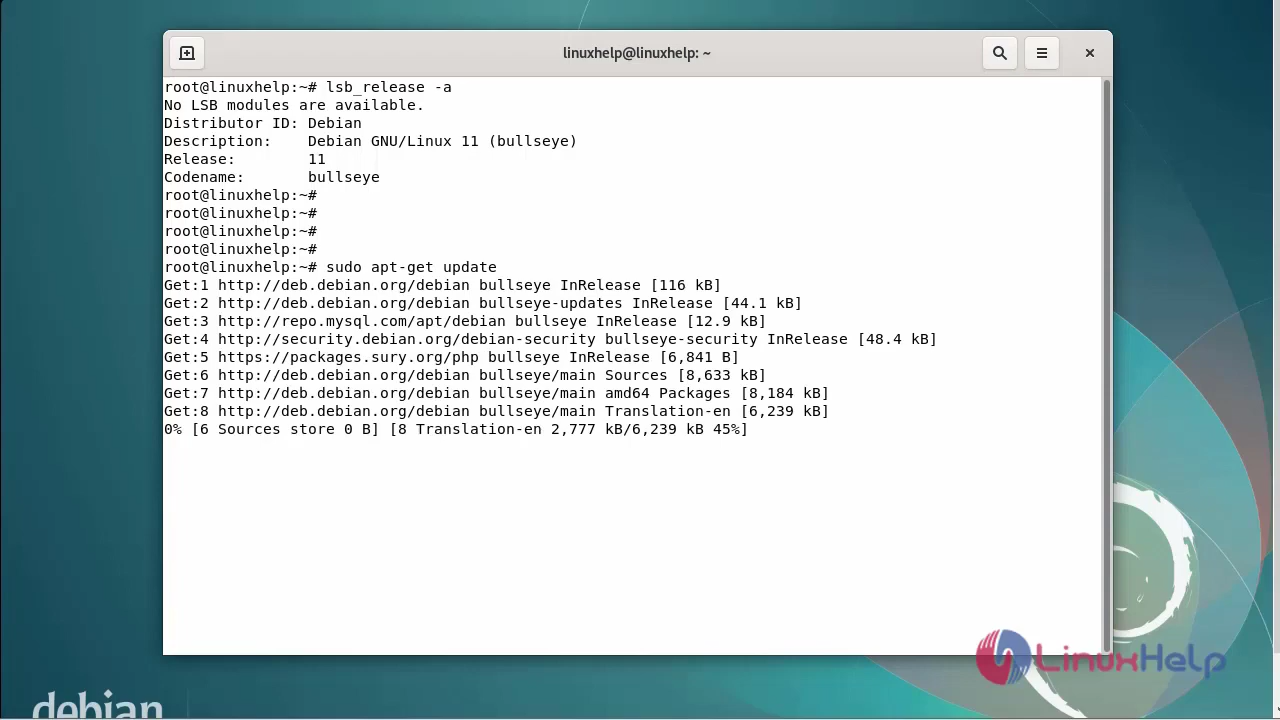 linuxhelp@linuxhelp: ~
root@linuxhelp:~# lsb_release -a
No LSB modules are available.
Distributor ID: Debian
Description:    Debian GNU/Linux 11 (bullseye)
Release:        11
Codename:       bullseye
root@linuxhelp:~#
root@linuxhelp:~#
root@linuxhelp:~#
root@linuxhelp:~#
root@linuxhelp:~# sudo apt-get update
Get:1 http://deb.debian.org/debian bullseye InRelease [116 kB]
Get:2 http://deb.debian.org/debian bullseye-updates InRelease [44.1 kB]
Get:3 http://repo.mysql.com/apt/debian bullseye InRelease [12.9 kB]
Get:4 http://security.debian.org/debian-security bullseye-security InRelease [48.4 kB]
Get:5 https://packages.sury.org/php bullseye InRelease [6,841 B]
Get:6 http://deb.debian.org/debian bullseye/main Sources [8,633 kB]
Get:7 http://deb.debian.org/debian bullseye/main amd64 Packages [8,184 kB]
Get:8 http://deb.debian.org/debian bullseye/main Translation-en [6,239 kB]
0% [6 Sources store 0 B] [8 Translation-en 2,777 kB/6,239 kB 45%]
LinuxHelp
debian